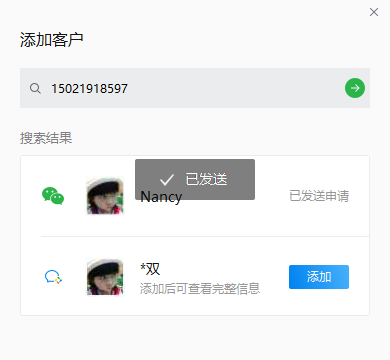 添加客户
15021918597
搜索结果
已发送
Nancy
已发送申请
*双
添加后可查看完整信息
添加